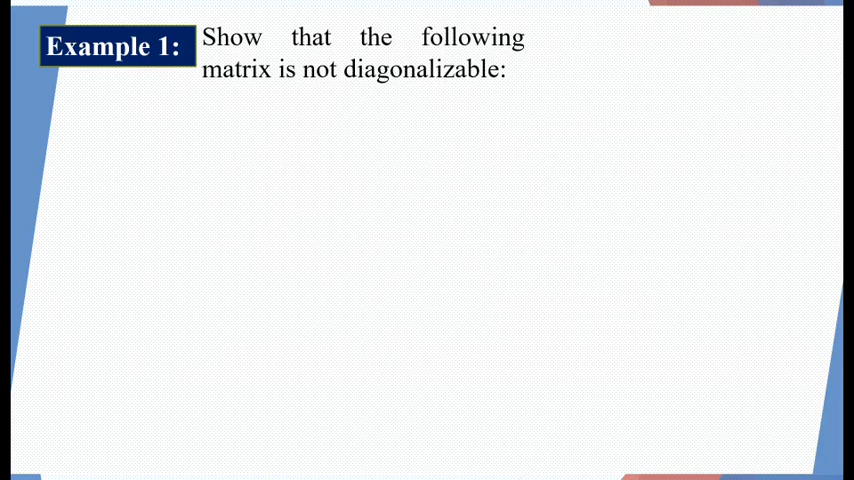 Example 1: Show that the following
matrix is not diagonalizable: